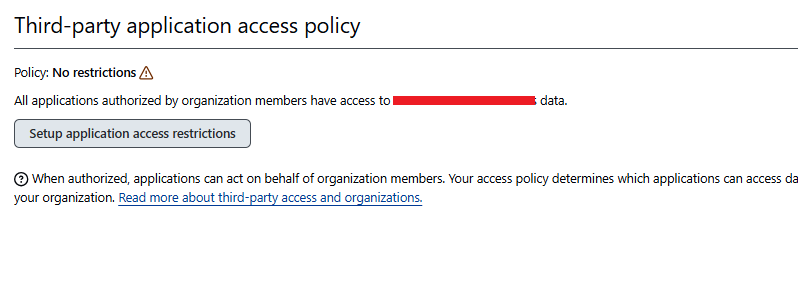 Third-party application access policy
Policy: No restrictions
All applications authorized by organization members have access to data.
Setup application access restrictions
When authorized, applications can act on behalf of organization members. Your access policy determines which applications can access da
your organization. Read more about third-party access and organizations.